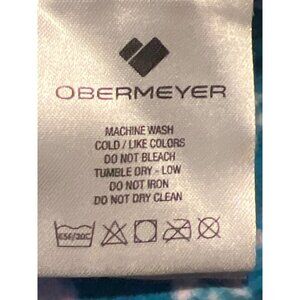 OBERMEYER
MACHINE WASH
COLD / LIKE COLORS
DO NOT BLEACH
TUMBLE DRY - LOW
DO NOT IRON
DO NOT DRY CLEAN